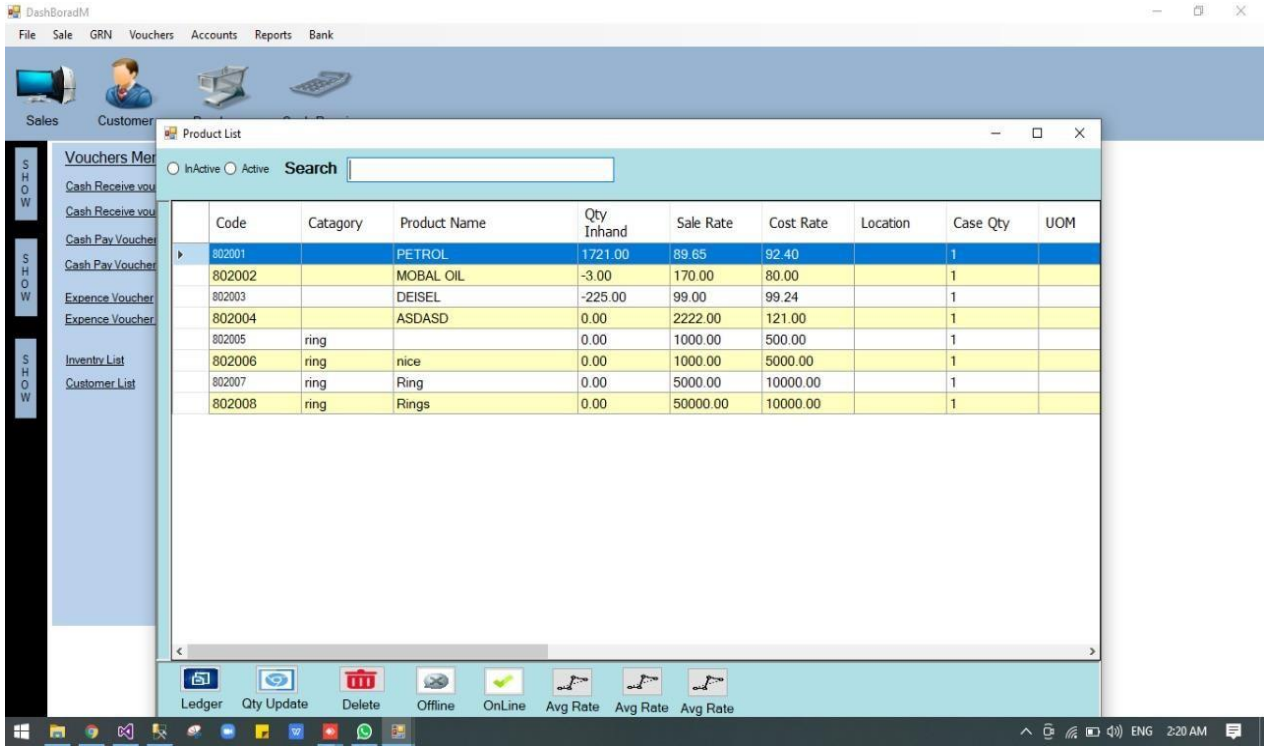 DashBoradM
File Sale GRN Vouchers Accounts Reports Bank
Sales Customer
Product List
InActive Active Search
SHOW
Vouchers Mer
Cash Receive vou
Cash Receive vou
Cash Pay Voucher
SHOW
Cash Pay Voucher
Expence Voucher
Expence Voucher
SHOW
Inventry List
Customer List
Code Catagory Product Name Qty Inhand Sale Rate Cost Rate Location Case Qty UOM
802001 PETROL 1721.00 89.65 92.40 1
802002 MOBAL OIL -3.00 170.00 80.00 1
802003 DEISEL -225.00 99.00 99.24 1
802004 ASDASD 0.00 2222.00 121.00 1
802005 ring 0.00 1000.00 500.00 1
802006 ring nice 0.00 1000.00 5000.00 1
802007 ring Ring 0.00 5000.00 10000.00 1
802008 ring Rings 0.00 50000.00 10000.00 1
Ledger Qty Update Delete Offline OnLine Avg Rate Avg Rate Avg Rate
ENG 2:20 AM